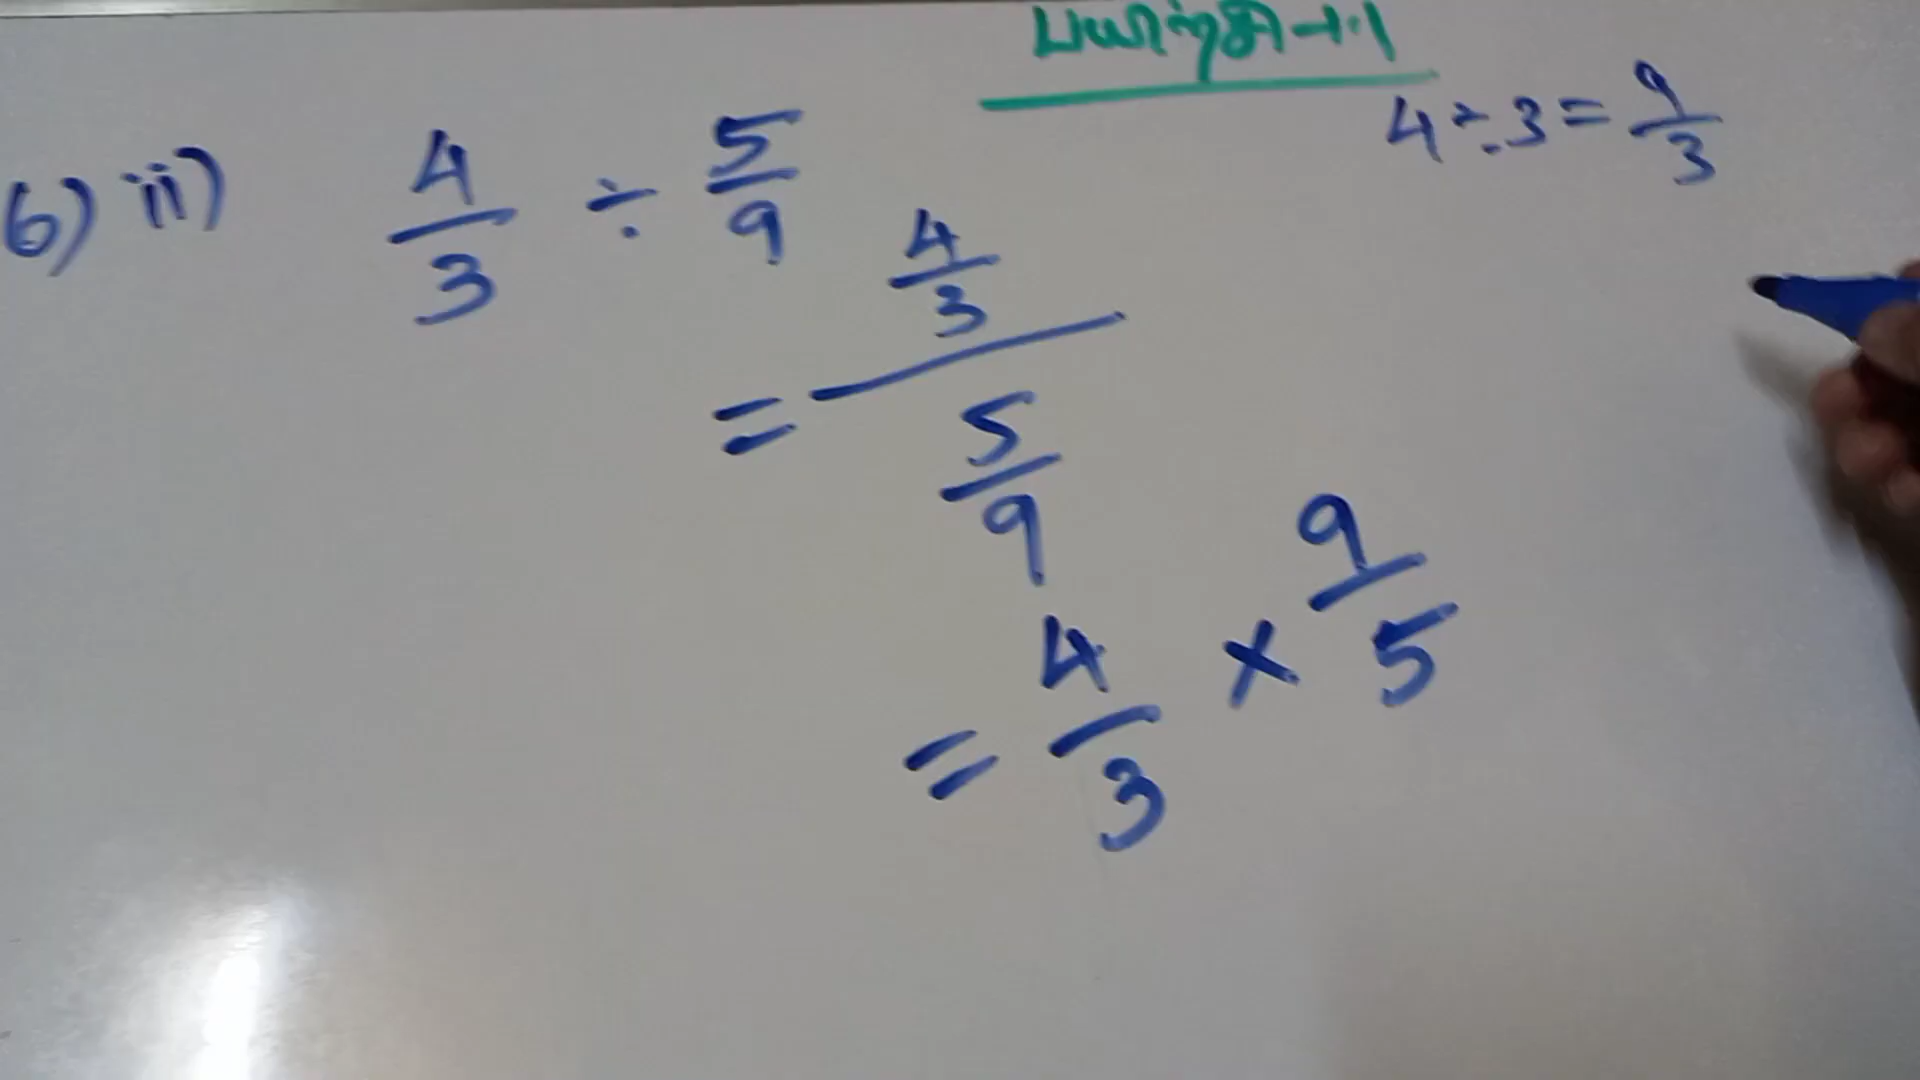 பயிற்சி-1.1
4÷3 = 9/3
6) ii) 4/3 ÷ 5/9
= 4/3 / 5/9
= 4/3 × 9/5